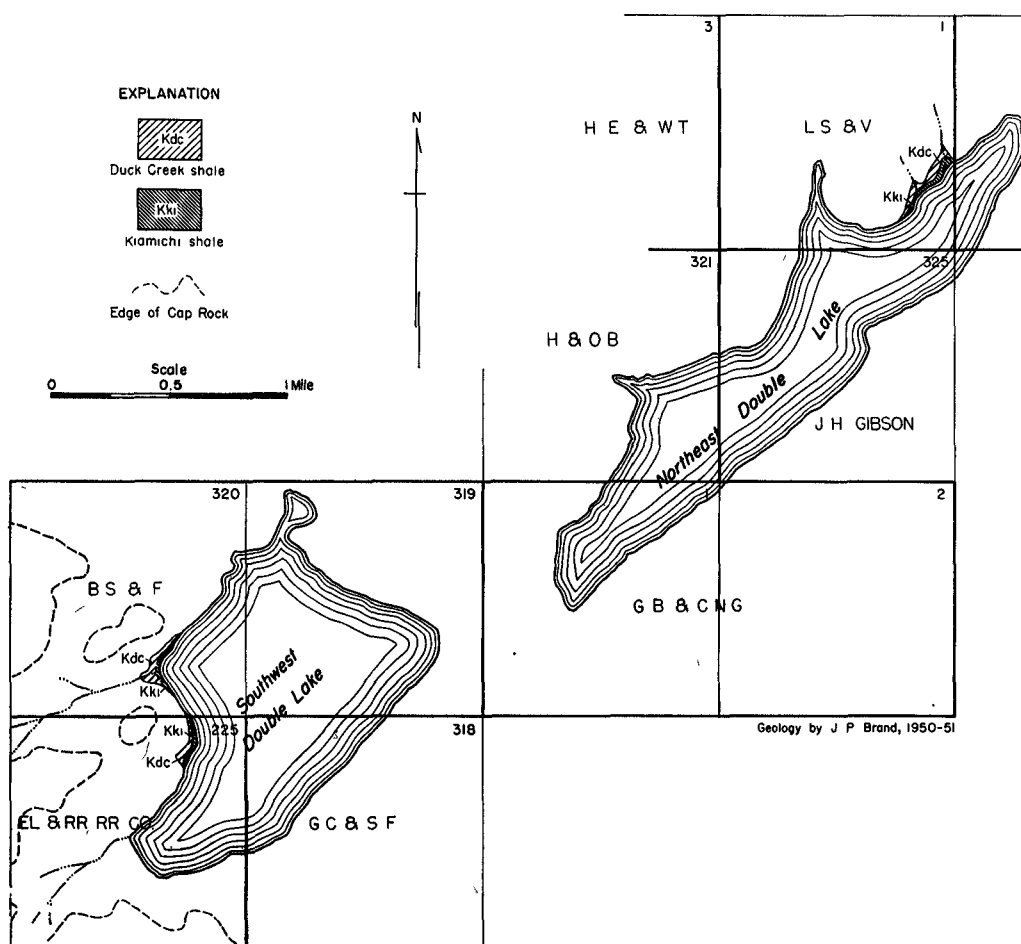 EXPLANATION
Kdc
Duck Creek shale
Kki
Kiamichi shale
Edge of Cap Rock
Scale
0 0.5 1 Mile
N
3 1
H E & W T L S & V
Kdc
Kki
321 325
H & O B
Northeast Double Lake
J H GIBSON
320 319 2
B S & F
G B & C N G
Kdc
Kki
Southwest
Double Lake
Kki 225 318
Kdc
Geology by J P Brand, 1950-51
EL & RR RR CO. G C & S F